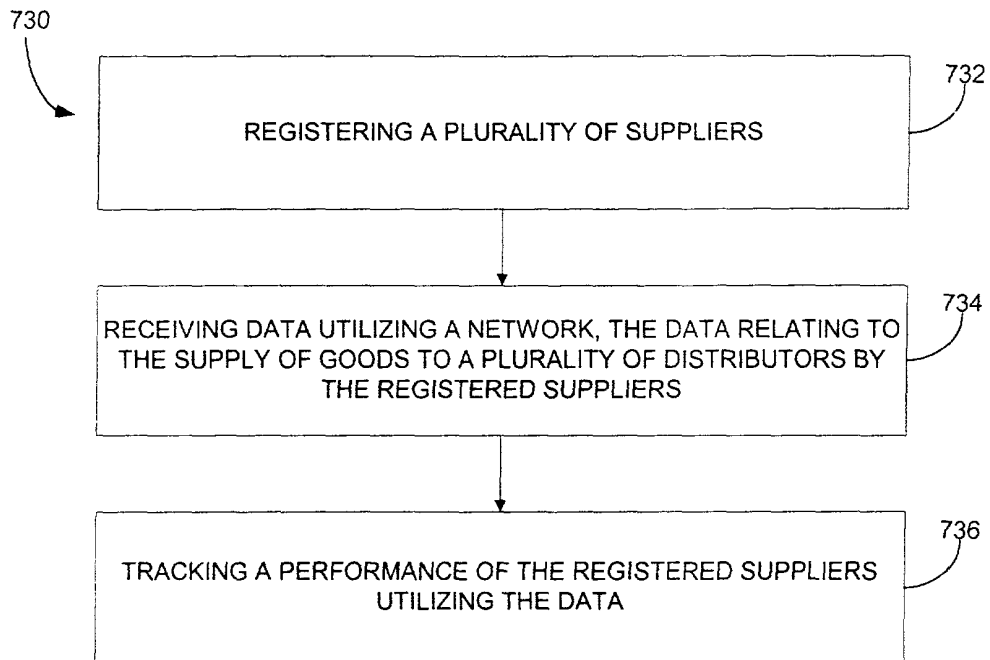 730
732
REGISTERING A PLURALITY OF SUPPLIERS
734
RECEIVING DATA UTILIZING A NETWORK, THE DATA RELATING TO
THE SUPPLY OF GOODS TO A PLURALITY OF DISTRIBUTORS BY
THE REGISTERED SUPPLIERS
736
TRACKING A PERFORMANCE OF THE REGISTERED SUPPLIERS
UTILIZING THE DATA